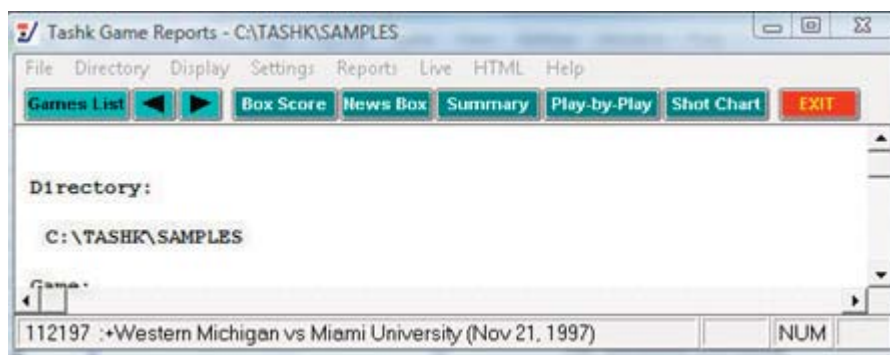 Tashk Game Reports - C:\TASHK\SAMPLES
File Directory Display Settings Reports Live HTML Help
Games List Box Score News Box Summary Play-by-Play Shot Chart EXIT
Directory:
C:\TASHK\SAMPLES
Game:
112197 :+Western Michigan vs Miami University (Nov 21, 1997) NUM